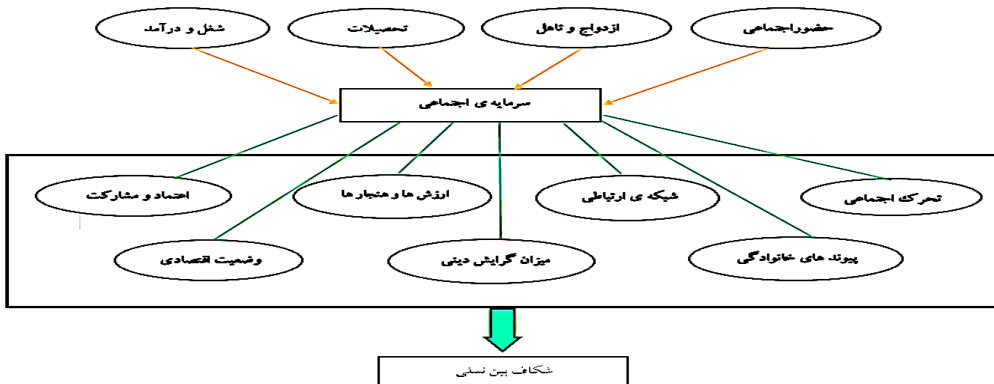 حضوراجتماعی
ازدواج و تاهل
تحصیلات
شغل و درآمد
سرمایه ی اجتماعی
تحرک اجتماعی
شبکه ی ارتباطی
ارزش ها و هنجارها
اعتماد و مشارکت
پیوند های خانوادگی
میزان گرایش دینی
وضعیت اقتصادی
شکاف بین نسلی